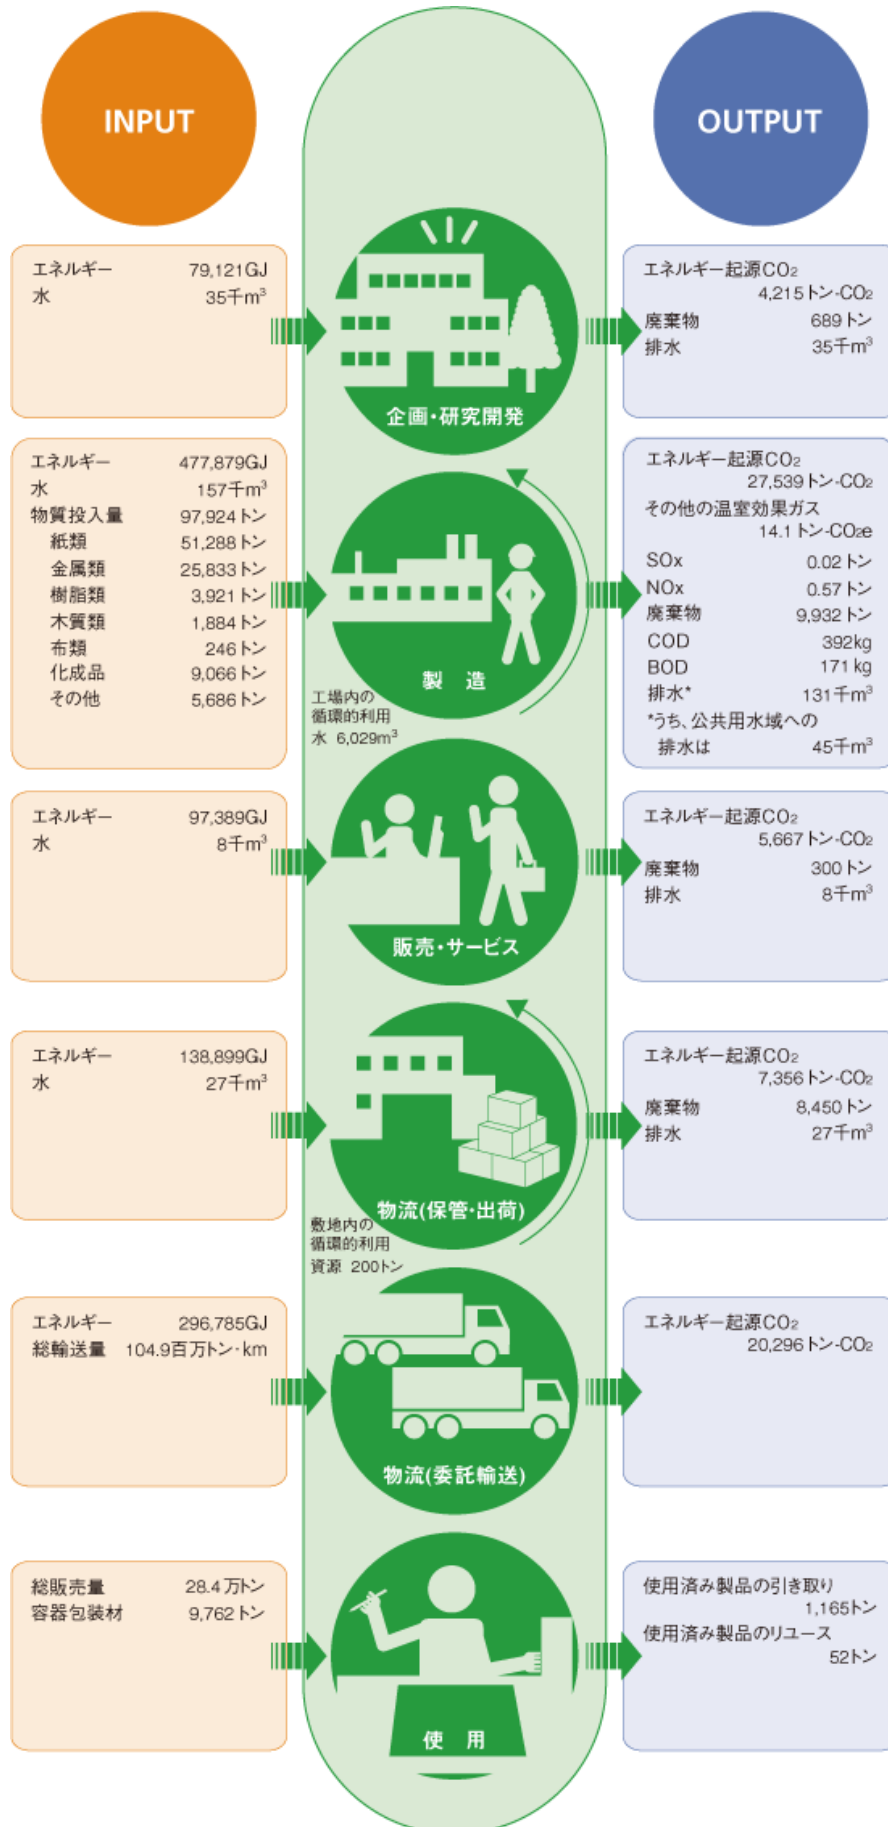 INPUT
OUTPUT
エネルギー 79,121GJ
水 35千m³
企画・研究開発
エネルギー起源CO₂
4,215トン-CO₂
廃棄物 689トン
排水 35千m³
エネルギー 477,879GJ
水 157千m³
物質投入量 97,924トン
紙類 51,288トン
金属類 25,833トン
樹脂類 3,921トン
木質類 1,884トン
布類 246トン
化成品 9,066トン
その他 5,686トン
製造
工場内の
循環的利用
水 6,029m³
エネルギー起源CO₂
27,539トン-CO₂
その他の温室効果ガス
14.1トン-CO₂e
SOx 0.02トン
NOx 0.57トン
廃棄物 9,932トン
COD 392kg
BOD 171kg
排水* 131千m³
*うち、公共用水域への
排水は 45千m³
エネルギー 97,389GJ
水 8千m³
販売・サービス
エネルギー起源CO₂
5,667トン-CO₂
廃棄物 300トン
排水 8千m³
エネルギー 138,899GJ
水 27千m³
物流(保管・出荷)
敷地内の
循環的利用
資源 200トン
エネルギー起源CO₂
7,356トン-CO₂
廃棄物 8,450トン
排水 27千m³
エネルギー 296,785GJ
総輸送量 104.9百万トン・km
物流(委託輸送)
エネルギー起源CO₂
20,296トン-CO₂
総販売量 28.4万トン
容器包装材 9,762トン
使用
使用済み製品の引き取り
1,165トン
使用済み製品のリユース
52トン